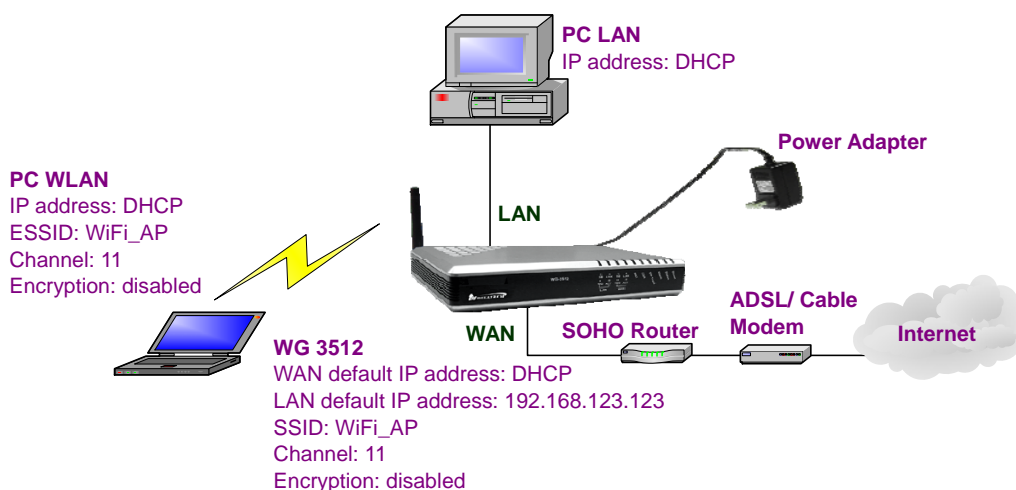 PC LAN
IP address: DHCP
Power Adapter
PC WLAN
IP address: DHCP
ESSID: WiFi_AP
Channel: 11
Encryption: disabled
LAN
WAN
SOHO Router
ADSL/ Cable
Modem
Internet
WG 3512
WAN default IP address: DHCP
LAN default IP address: 192.168.123.123
SSID: WiFi_AP
Channel: 11
Encryption: disabled